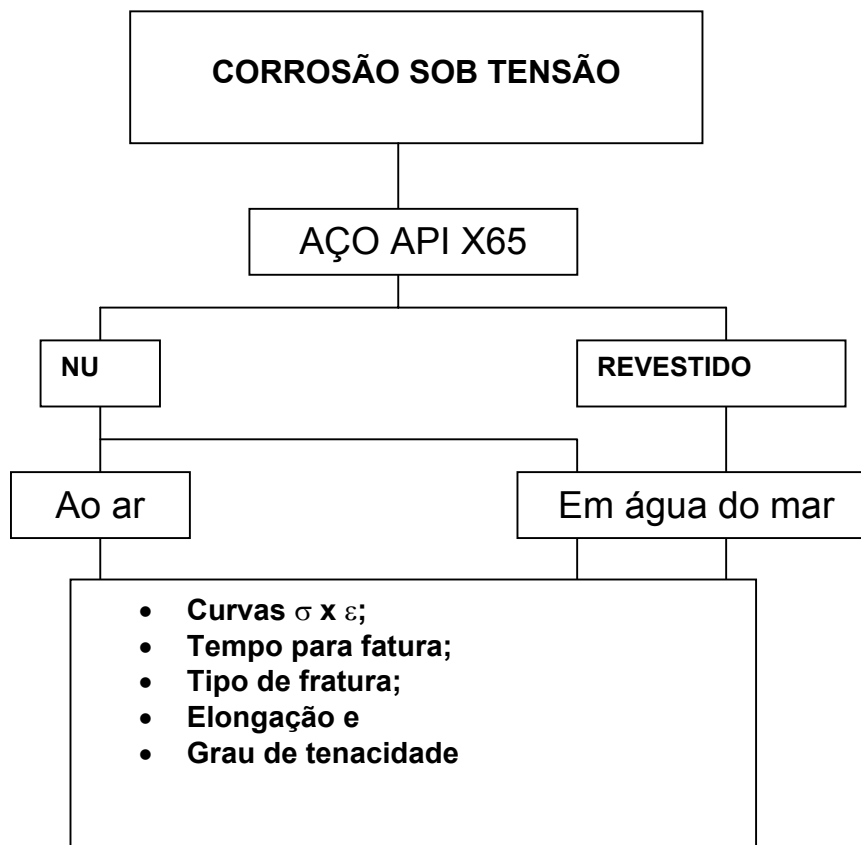 CORROSÃO SOB TENSÃO
AÇO API X65
NU
REVESTIDO
Ao ar
Em água do mar
• Curvas σ x ε;
• Tempo para fatura;
• Tipo de fratura;
• Elongação e
• Grau de tenacidade